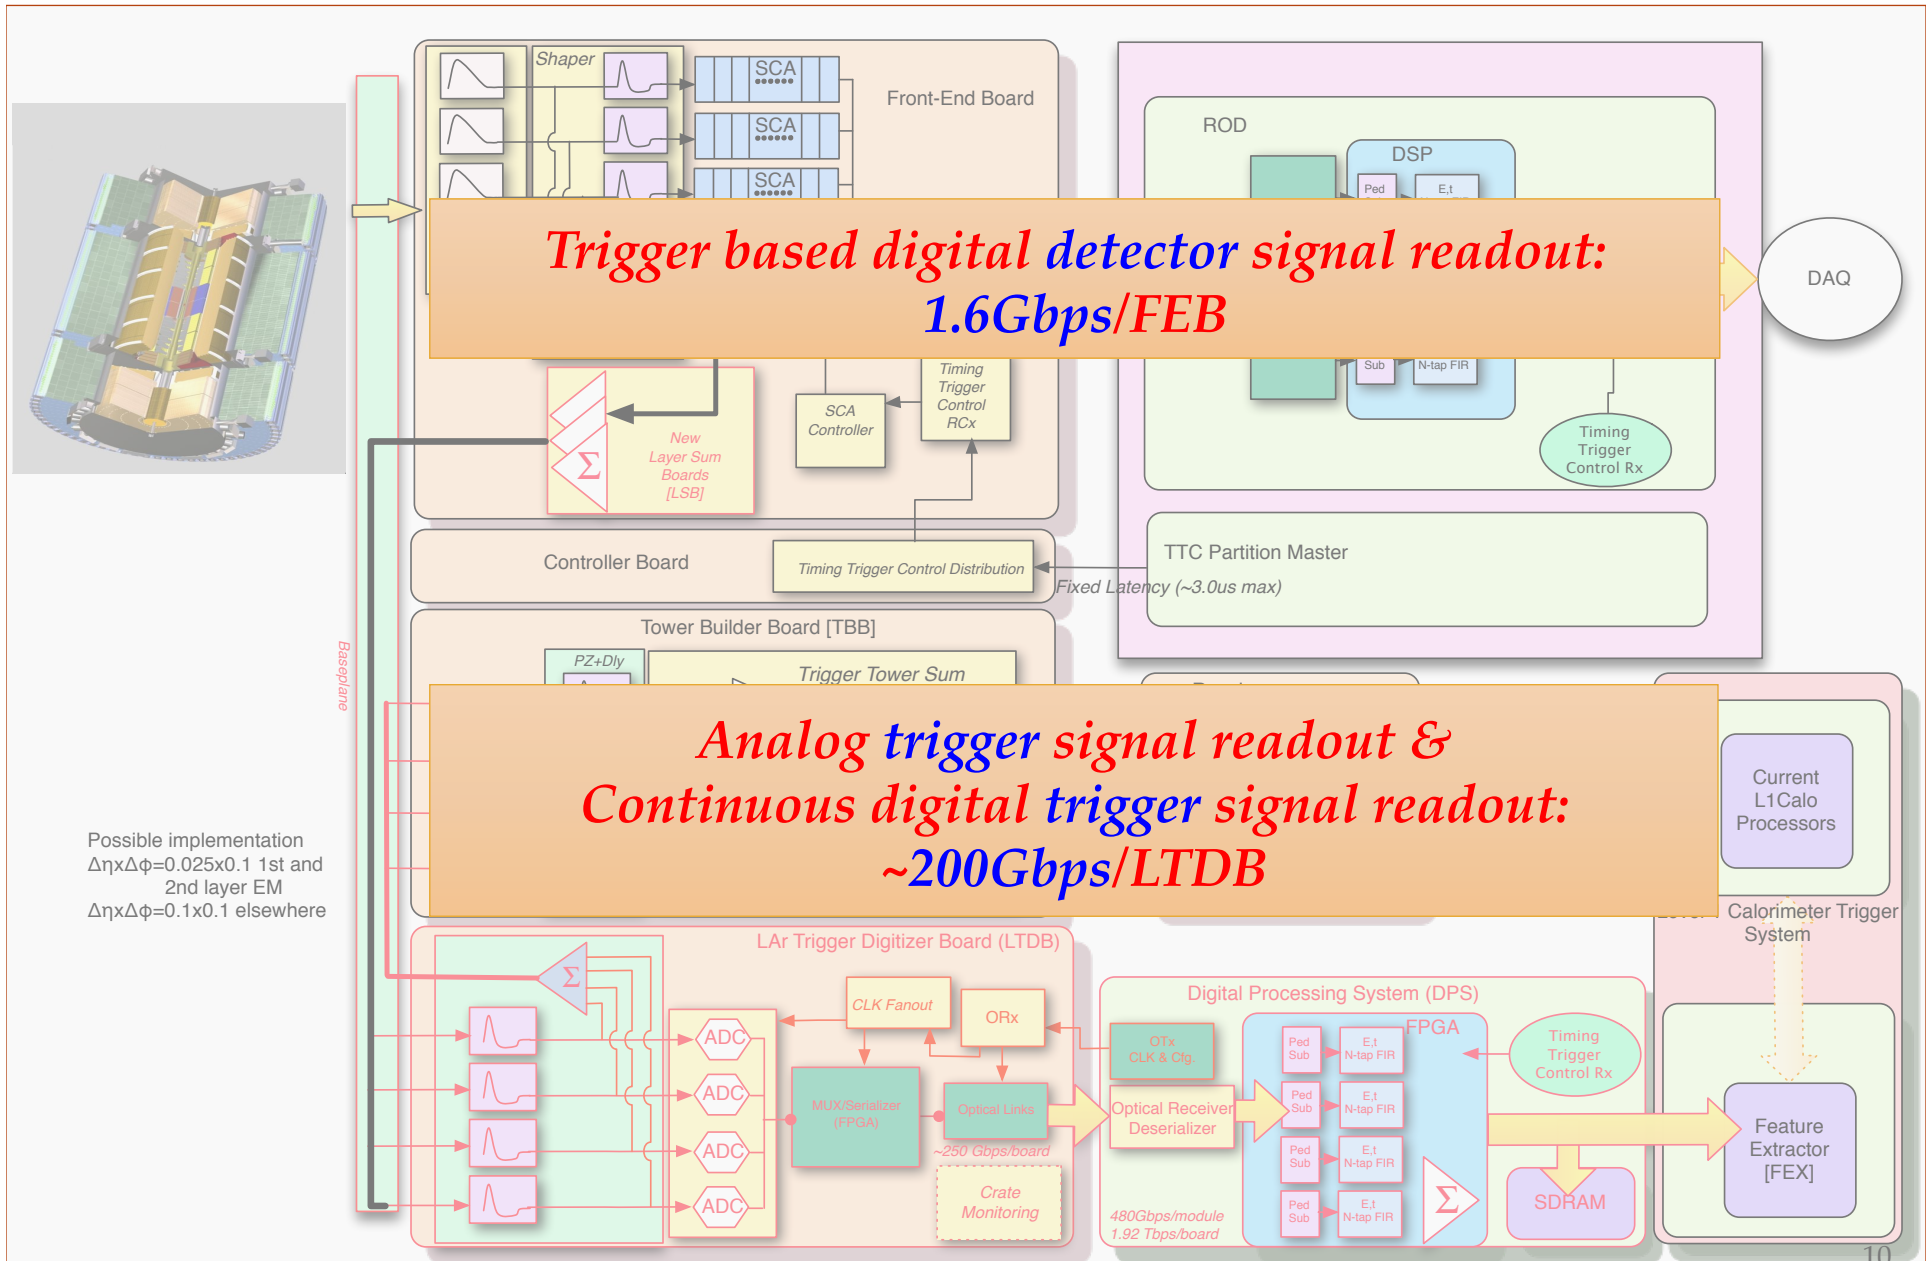 Shaper
SCA
SCA
SCA
Front-End Board
ROD
DSP
Ped
E,t
Trigger based digital detector signal readout:
1.6Gbps/FEB
DAQ
Sub
N-tap FIR
Timing
Trigger
Control
RCx
SCA
Controller
New
Layer Sum
Boards
[LSB]
Σ
Timing
Trigger
Control Rx
Controller Board
Timing Trigger Control Distribution
TTC Partition Master
Fixed Latency (~3.0us max)
Baseplane
Tower Builder Board [TBB]
PZ+Dly
Trigger Tower Sum
Analog trigger signal readout &
Continuous digital trigger signal readout:
~200Gbps/LTDB
Current
L1Calo
Processors
Possible implementation
ΔηxΔφ=0.025x0.1 1st and
2nd layer EM
ΔηxΔφ=0.1x0.1 elsewhere
Calorimeter Trigger
System
LAr Trigger Digitizer Board (LTDB)
Σ
CLK Fanout
ORx
ADC
ADC
ADC
ADC
MUX/Serializer
(FPGA)
Optical Links
~250 Gbps/board
Crate
Monitoring
Digital Processing System (DPS)
OTx
CLK & Cfg.
Optical Receiver
Deserializer
FPGA
Ped
Sub
E,t
N-tap FIR
Ped
Sub
E,t
N-tap FIR
Ped
Sub
E,t
N-tap FIR
Ped
Sub
E,t
N-tap FIR
Σ
Timing
Trigger
Control Rx
480Gbps/module
1.92 Tbps/board
SDRAM
Feature
Extractor
[FEX]
10